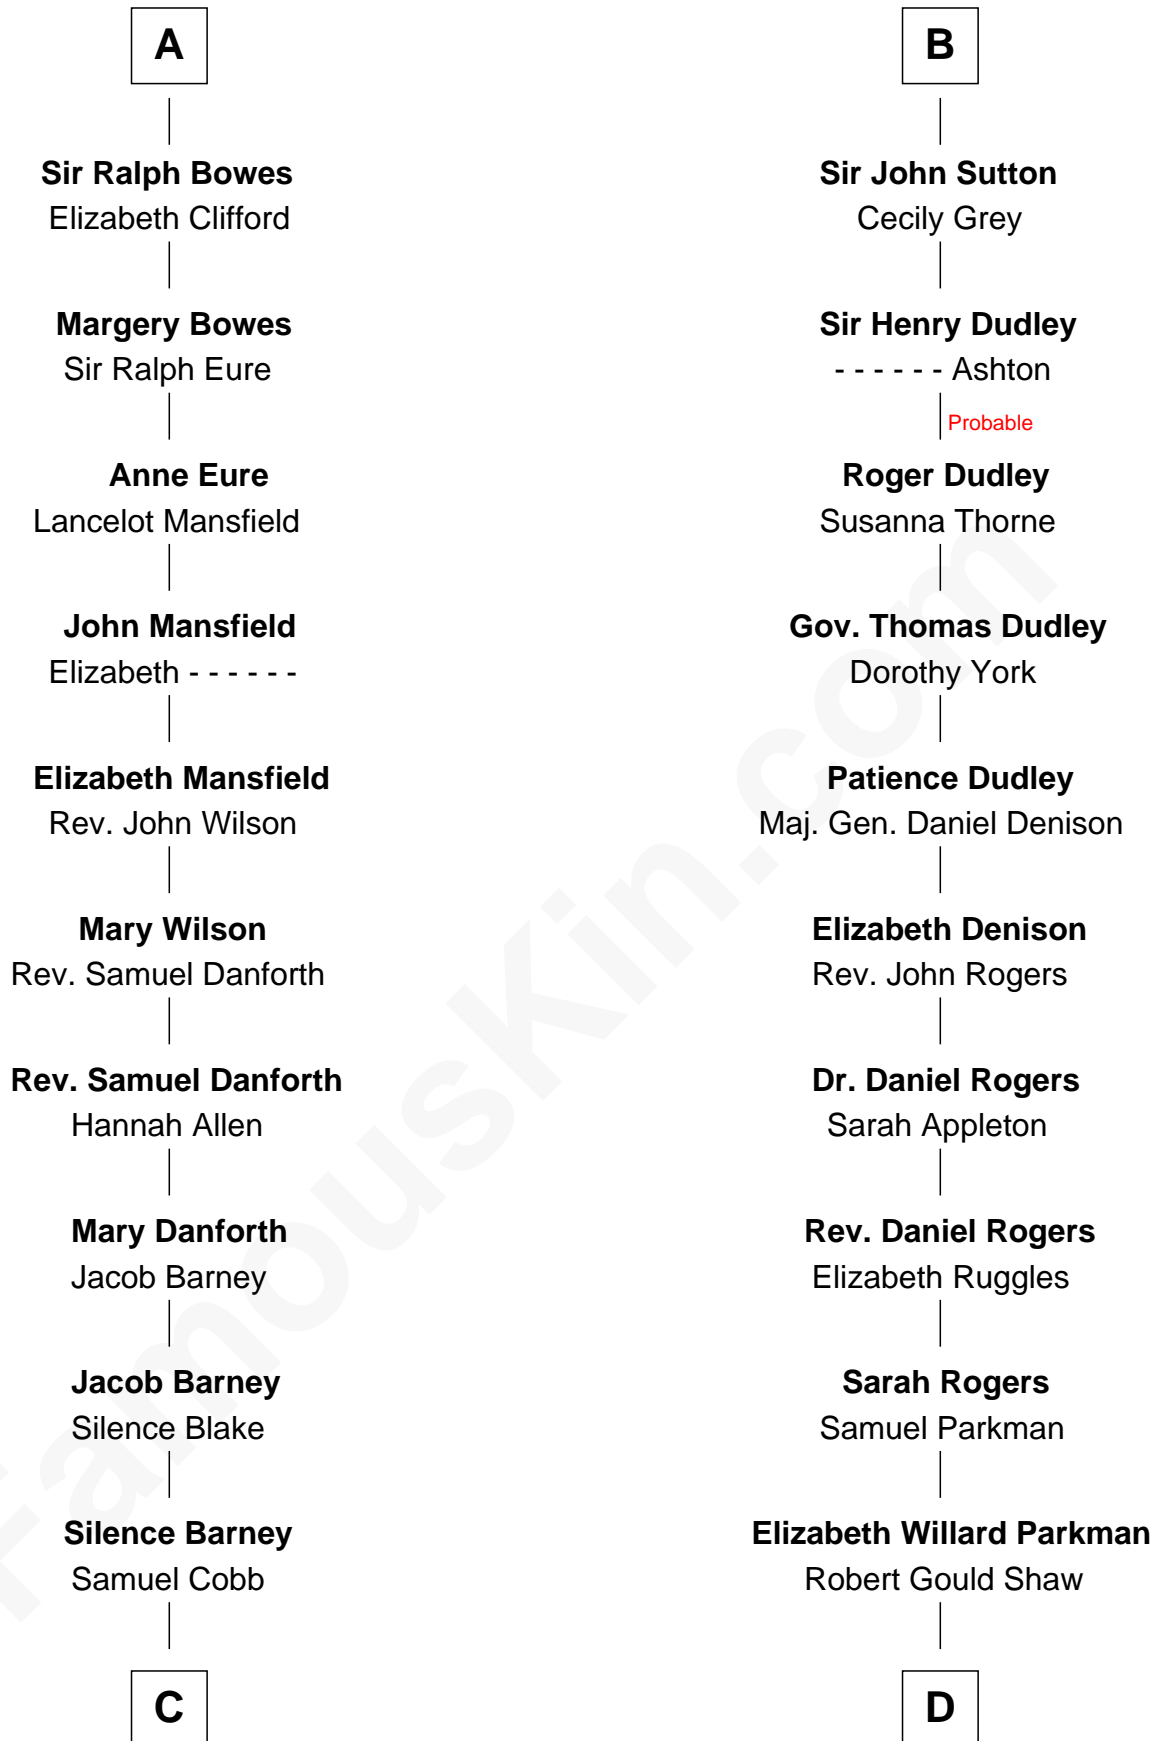 A
Sir Ralph Bowes
Elizabeth Clifford
Margery Bowes
Sir Ralph Eure
Anne Eure
Lancelot Mansfield
John Mansfield
Elizabeth - - - - - -
Elizabeth Mansfield
Rev. John Wilson
Mary Wilson
Rev. Samuel Danforth
Rev. Samuel Danforth
Hannah Allen
Mary Danforth
Jacob Barney
Jacob Barney
Silence Blake
Silence Barney
Samuel Cobb
C
B
Sir John Sutton
Cecily Grey
Sir Henry Dudley
- - - - - - Ashton
Probable
Roger Dudley
Susanna Thorne
Gov. Thomas Dudley
Dorothy York
Patience Dudley
Maj. Gen. Daniel Denison
Elizabeth Denison
Rev. John Rogers
Dr. Daniel Rogers
Sarah Appleton
Rev. Daniel Rogers
Elizabeth Ruggles
Sarah Rogers
Samuel Parkman
Elizabeth Willard Parkman
Robert Gould Shaw
D
FamousKin.com